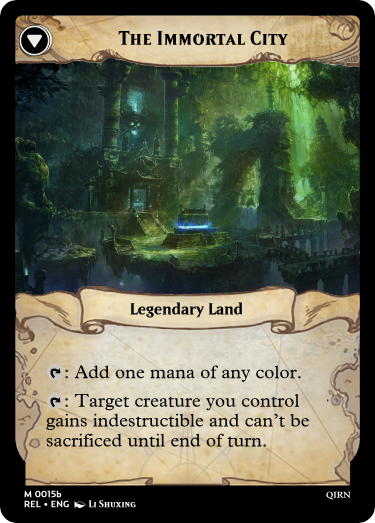 The Immortal City
Legendary Land
: Add one mana of any color.
: Target creature you control
gains indestructible and can't be
sacrificed until end of turn.
M 0015b
REL • ENG Li Shuxing
QIRN